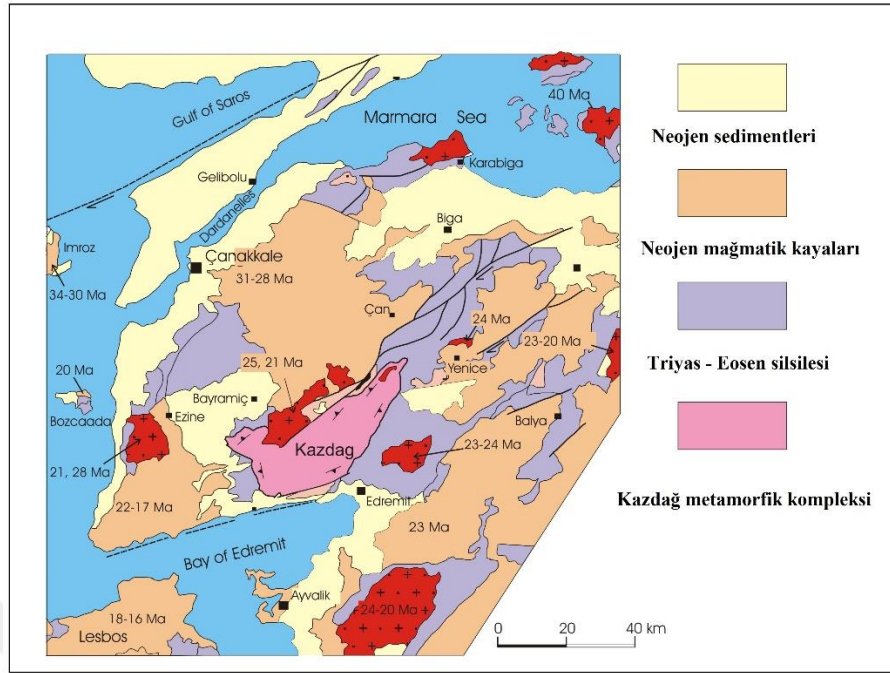 Gulf of Saros
Marmara Sea
40 Ma
Karabiga
Gelibolu
Dardanelles
Biga
Imroz
Çanakkale
31-28 Ma
34-30 Ma
Çan
24 Ma
23-20 Ma
Yenice
20 Ma
25, 21 Ma
Bozcaada
Ezine
Bayramiç
Balya
Kazdag
23-24 Ma
21, 28 Ma
22-17 Ma
Edremit
23 Ma
Bay of Edremit
Ayvalik
18-16 Ma
Lesbos
24-20 Ma
0 20 40 km
Neojen sedimentleri
Neojen mağmatik kayaları
Triyas - Eosen silsilesi
Kazdağ metamorfik kompleksi